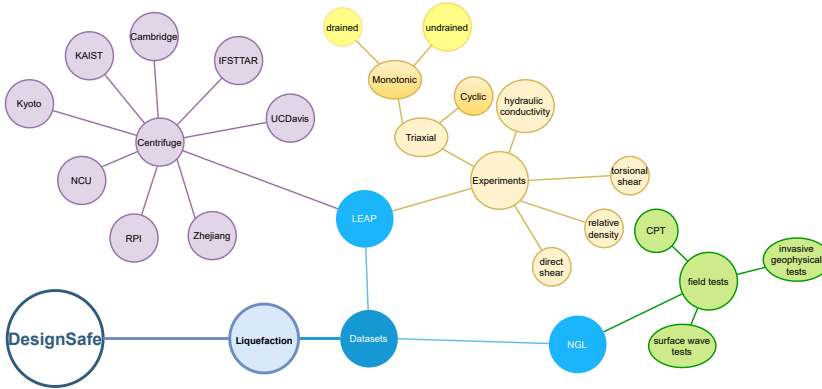 drained
undrained
Cambridge
KAIST
IFSTTAR
Monotonic
Kyoto
UCDavis
Cyclic
hydraulic
conductivity
Centrifuge
Triaxial
NCU
Experiments
torsional
shear
LEAP
RPI
Zhejiang
relative
density
CPT
direct
shear
invasive
geophysical
tests
field tests
DesignSafe
Liquefaction
Datasets
NGL
surface wave
tests